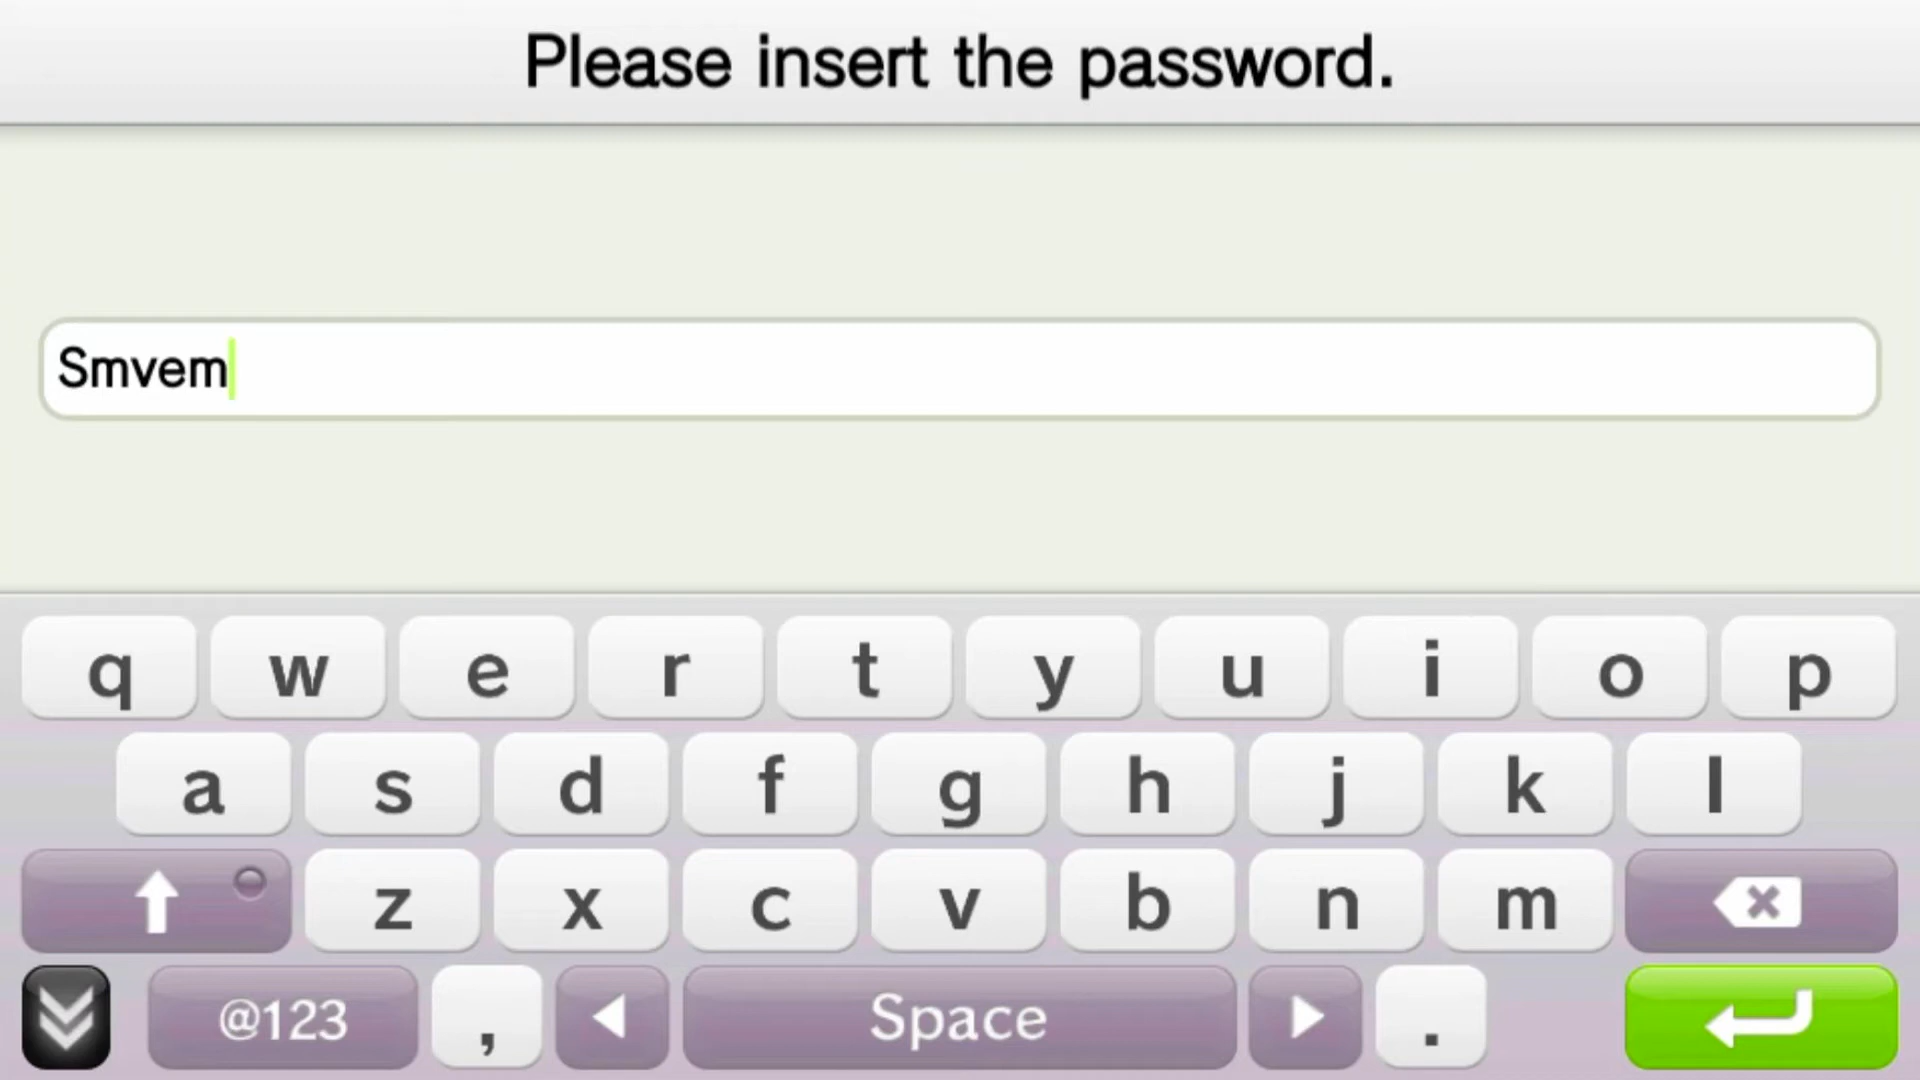 Please insert the password.
Smvem
q w e r t y u i o p
a s d f g h j k l
z x c v b n m
@123 , Space .